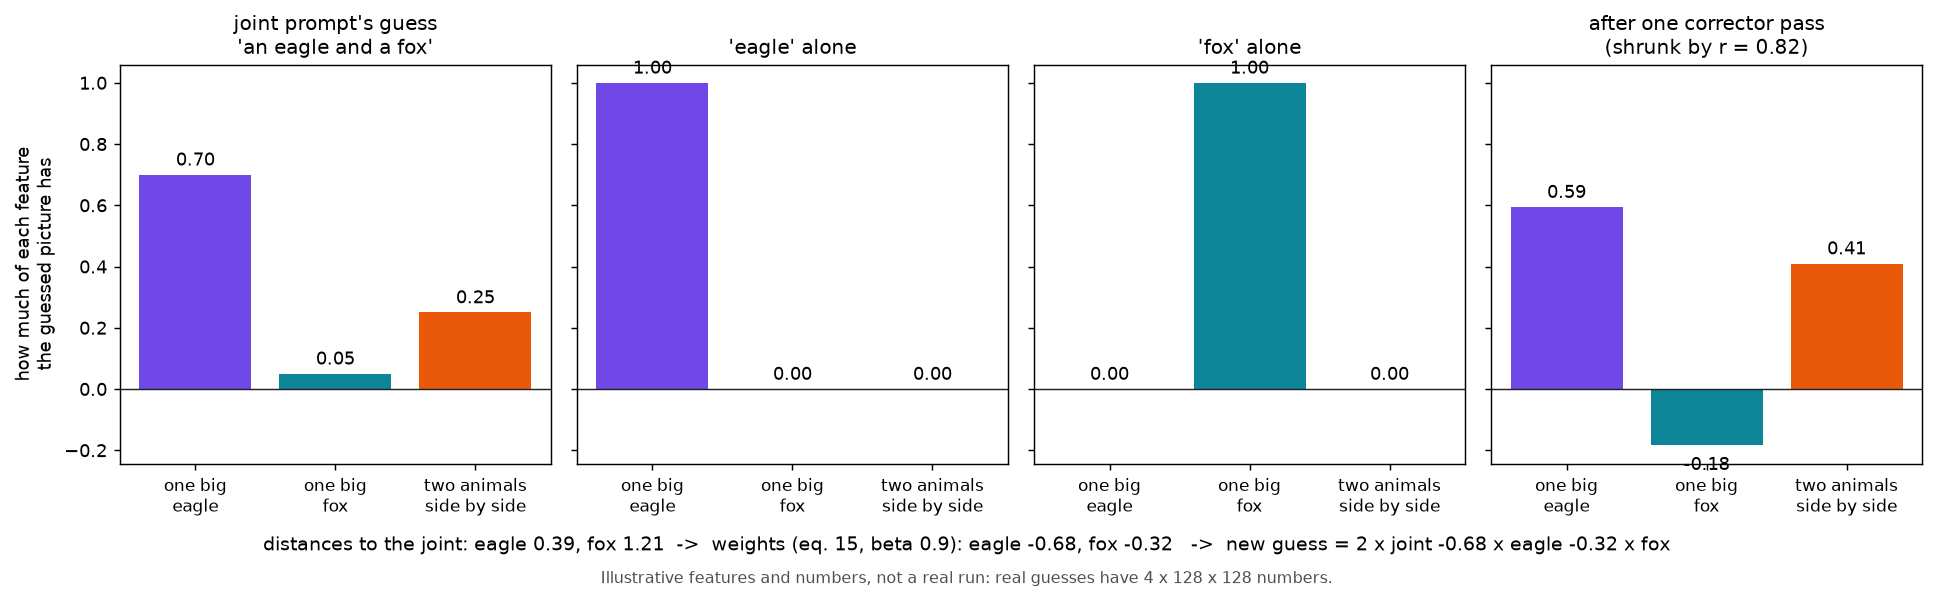 joint prompt's guess
'an eagle and a fox'
'eagle' alone
'fox' alone
after one corrector pass
(shrunk by r = 0.82)
how much of each feature
the guessed picture has
1.0
0.8
0.6
0.4
0.2
0.0
−0.2
0.70
0.05
0.25
one big
eagle
one big
fox
two animals
side by side
1.00
0.00
0.00
one big
eagle
one big
fox
two animals
side by side
0.00
1.00
0.00
one big
eagle
one big
fox
two animals
side by side
0.59
-0.18
0.41
one big
eagle
one big
fox
two animals
side by side
distances to the joint: eagle 0.39, fox 1.21 -> weights (eq. 15, beta 0.9): eagle -0.68, fox -0.32 -> new guess = 2 x joint -0.68 x eagle -0.32 x fox
Illustrative features and numbers, not a real run: real guesses have 4 x 128 x 128 numbers.